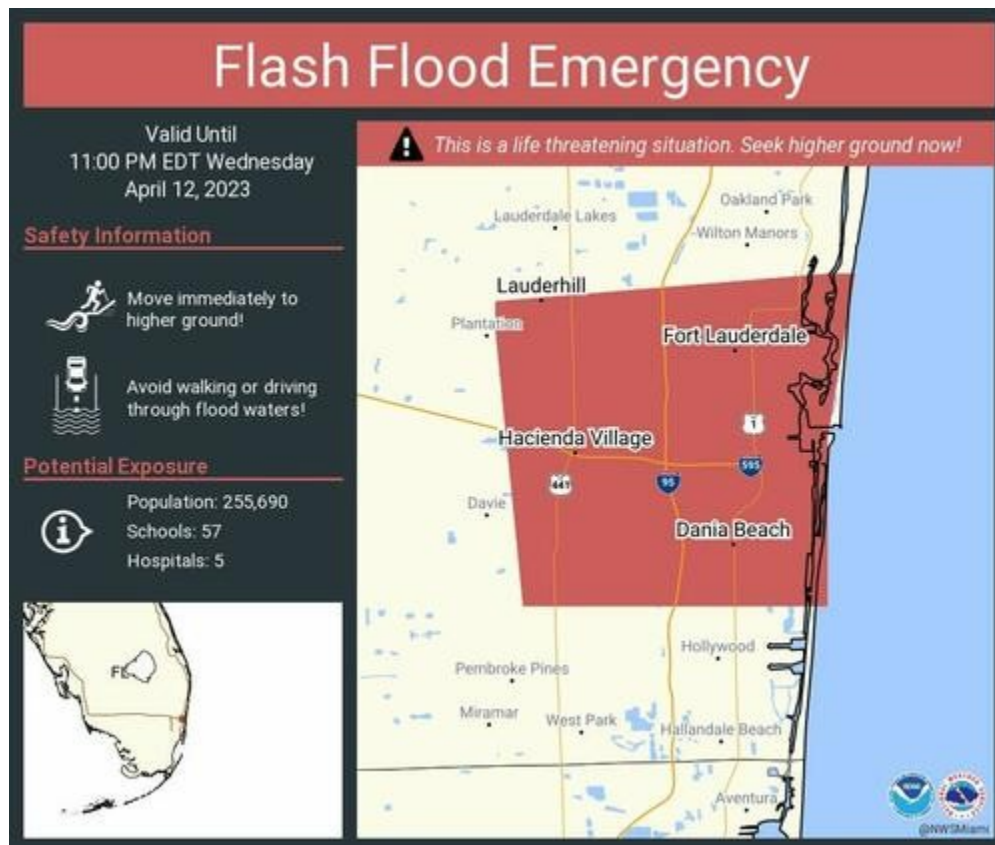 Flash Flood Emergency
Valid Until
11:00 PM EDT Wednesday
April 12, 2023
Safety Information
Move immediately to
higher ground!
Avoid walking or driving
through flood waters!
Potential Exposure
Population: 255,690
Schools: 57
Hospitals: 5
FL
This is a life threatening situation. Seek higher ground now!
Oakland Park
Lauderdale Lakes
Wilton Manors
Lauderhill
Plantation
Fort Lauderdale
1
Hacienda Village
595
441
95
Davie
Dania Beach
Hollywood
Pembroke Pines
Miramar
West Park
Hallandale Beach
Aventura
@NWSMiami